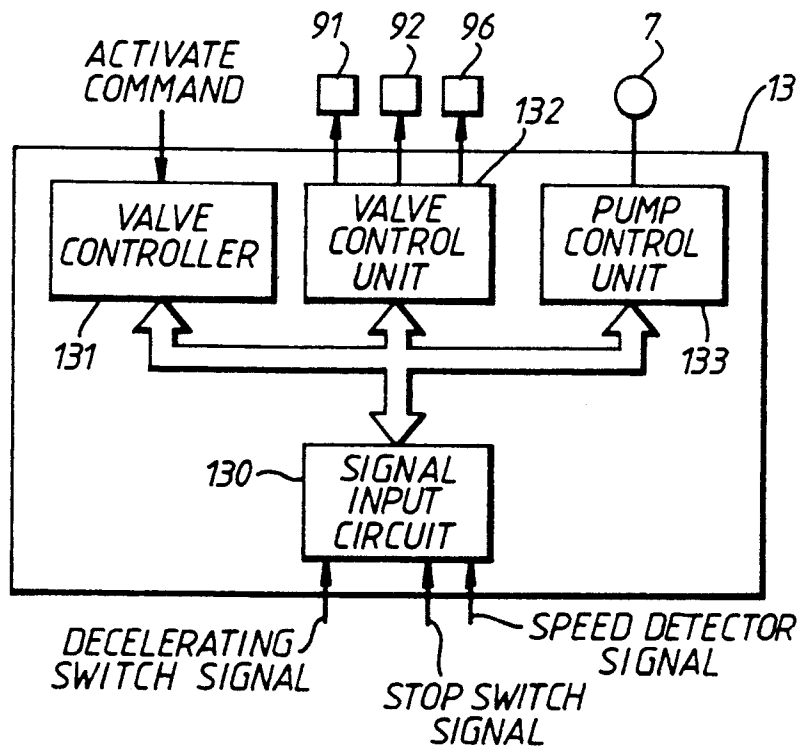 91
92
96
7
ACTIVATE
COMMAND
13
132
VALVE
CONTROLLER
VALVE
CONTROL
UNIT
PUMP
CONTROL
UNIT
131
133
130
SIGNAL
INPUT
CIRCUIT
DECELERATING
SWITCH SIGNAL
STOP SWITCH
SIGNAL
SPEED DETECTOR
SIGNAL